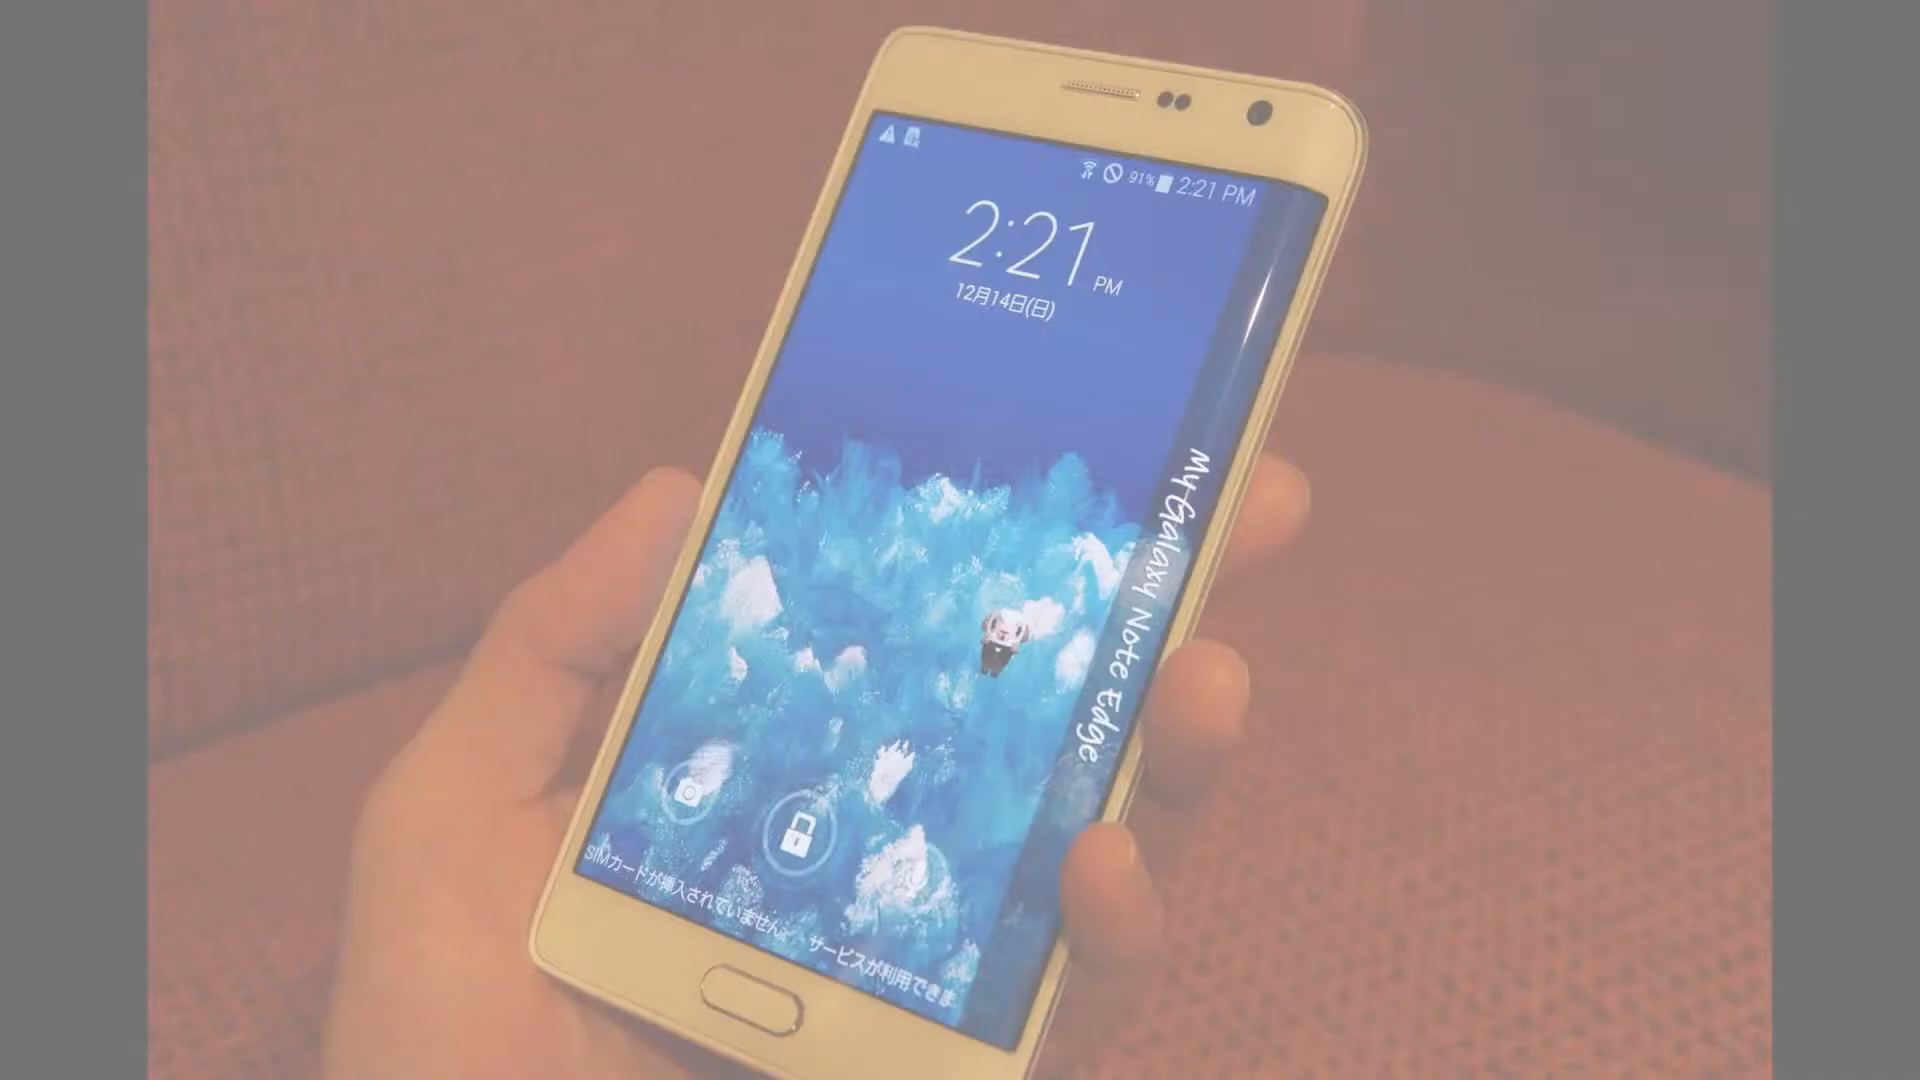 91% 2:21 PM
2:21 PM
12月14日(日)
My Galaxy Note Edge
SIMカードが挿入されていません。 サービスが利用できま